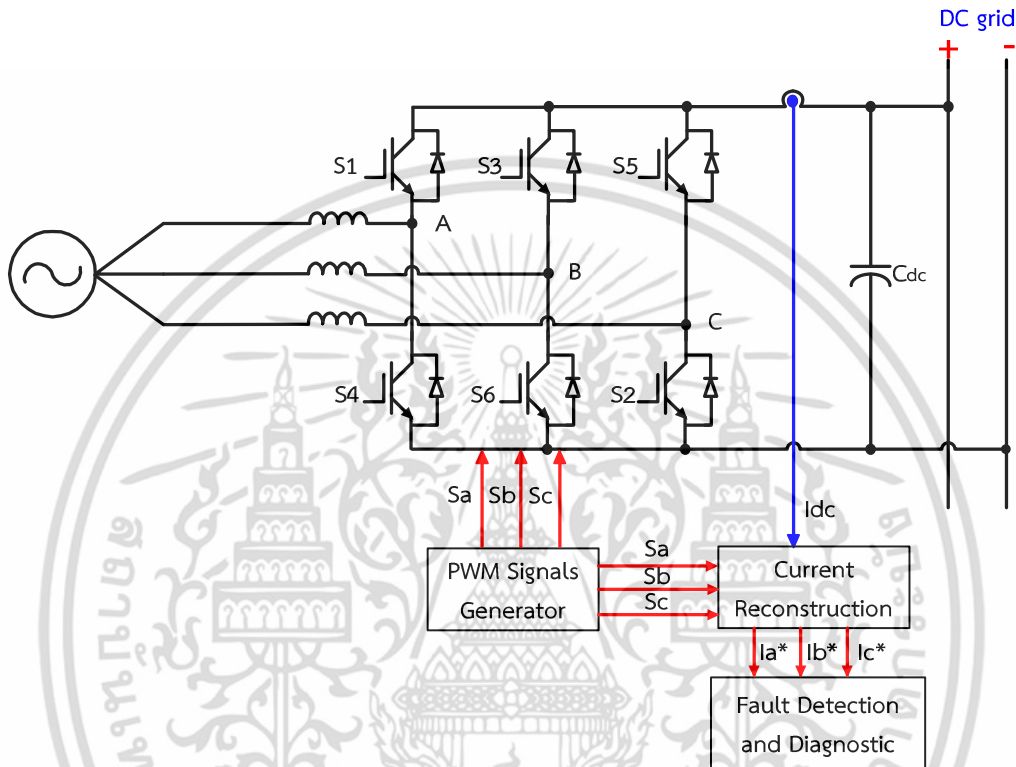 DC grid
+ -
S1
S3
S5
A
B
C
Cdc
S4
S6
S2
Sa Sb Sc
Idc
PWM Signals
Generator
Sa
Sb
Sc
Current
Reconstruction
Ia* Ib* Ic*
Fault Detection
and Diagnostic